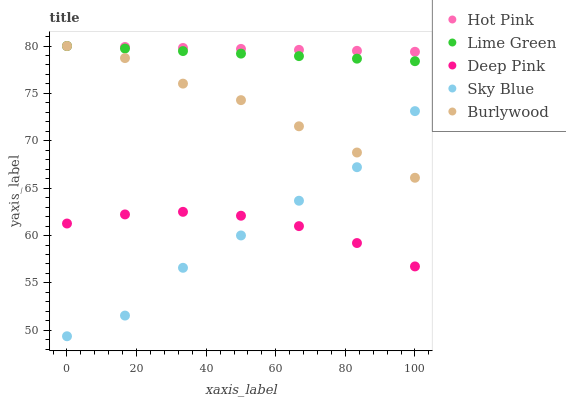 title
Hot Pink
Lime Green
Deep Pink
Sky Blue
Burlywood
80
75
70
65
60
55
50
yaxis_label
0 20 40 60 80 100
xaxis_label